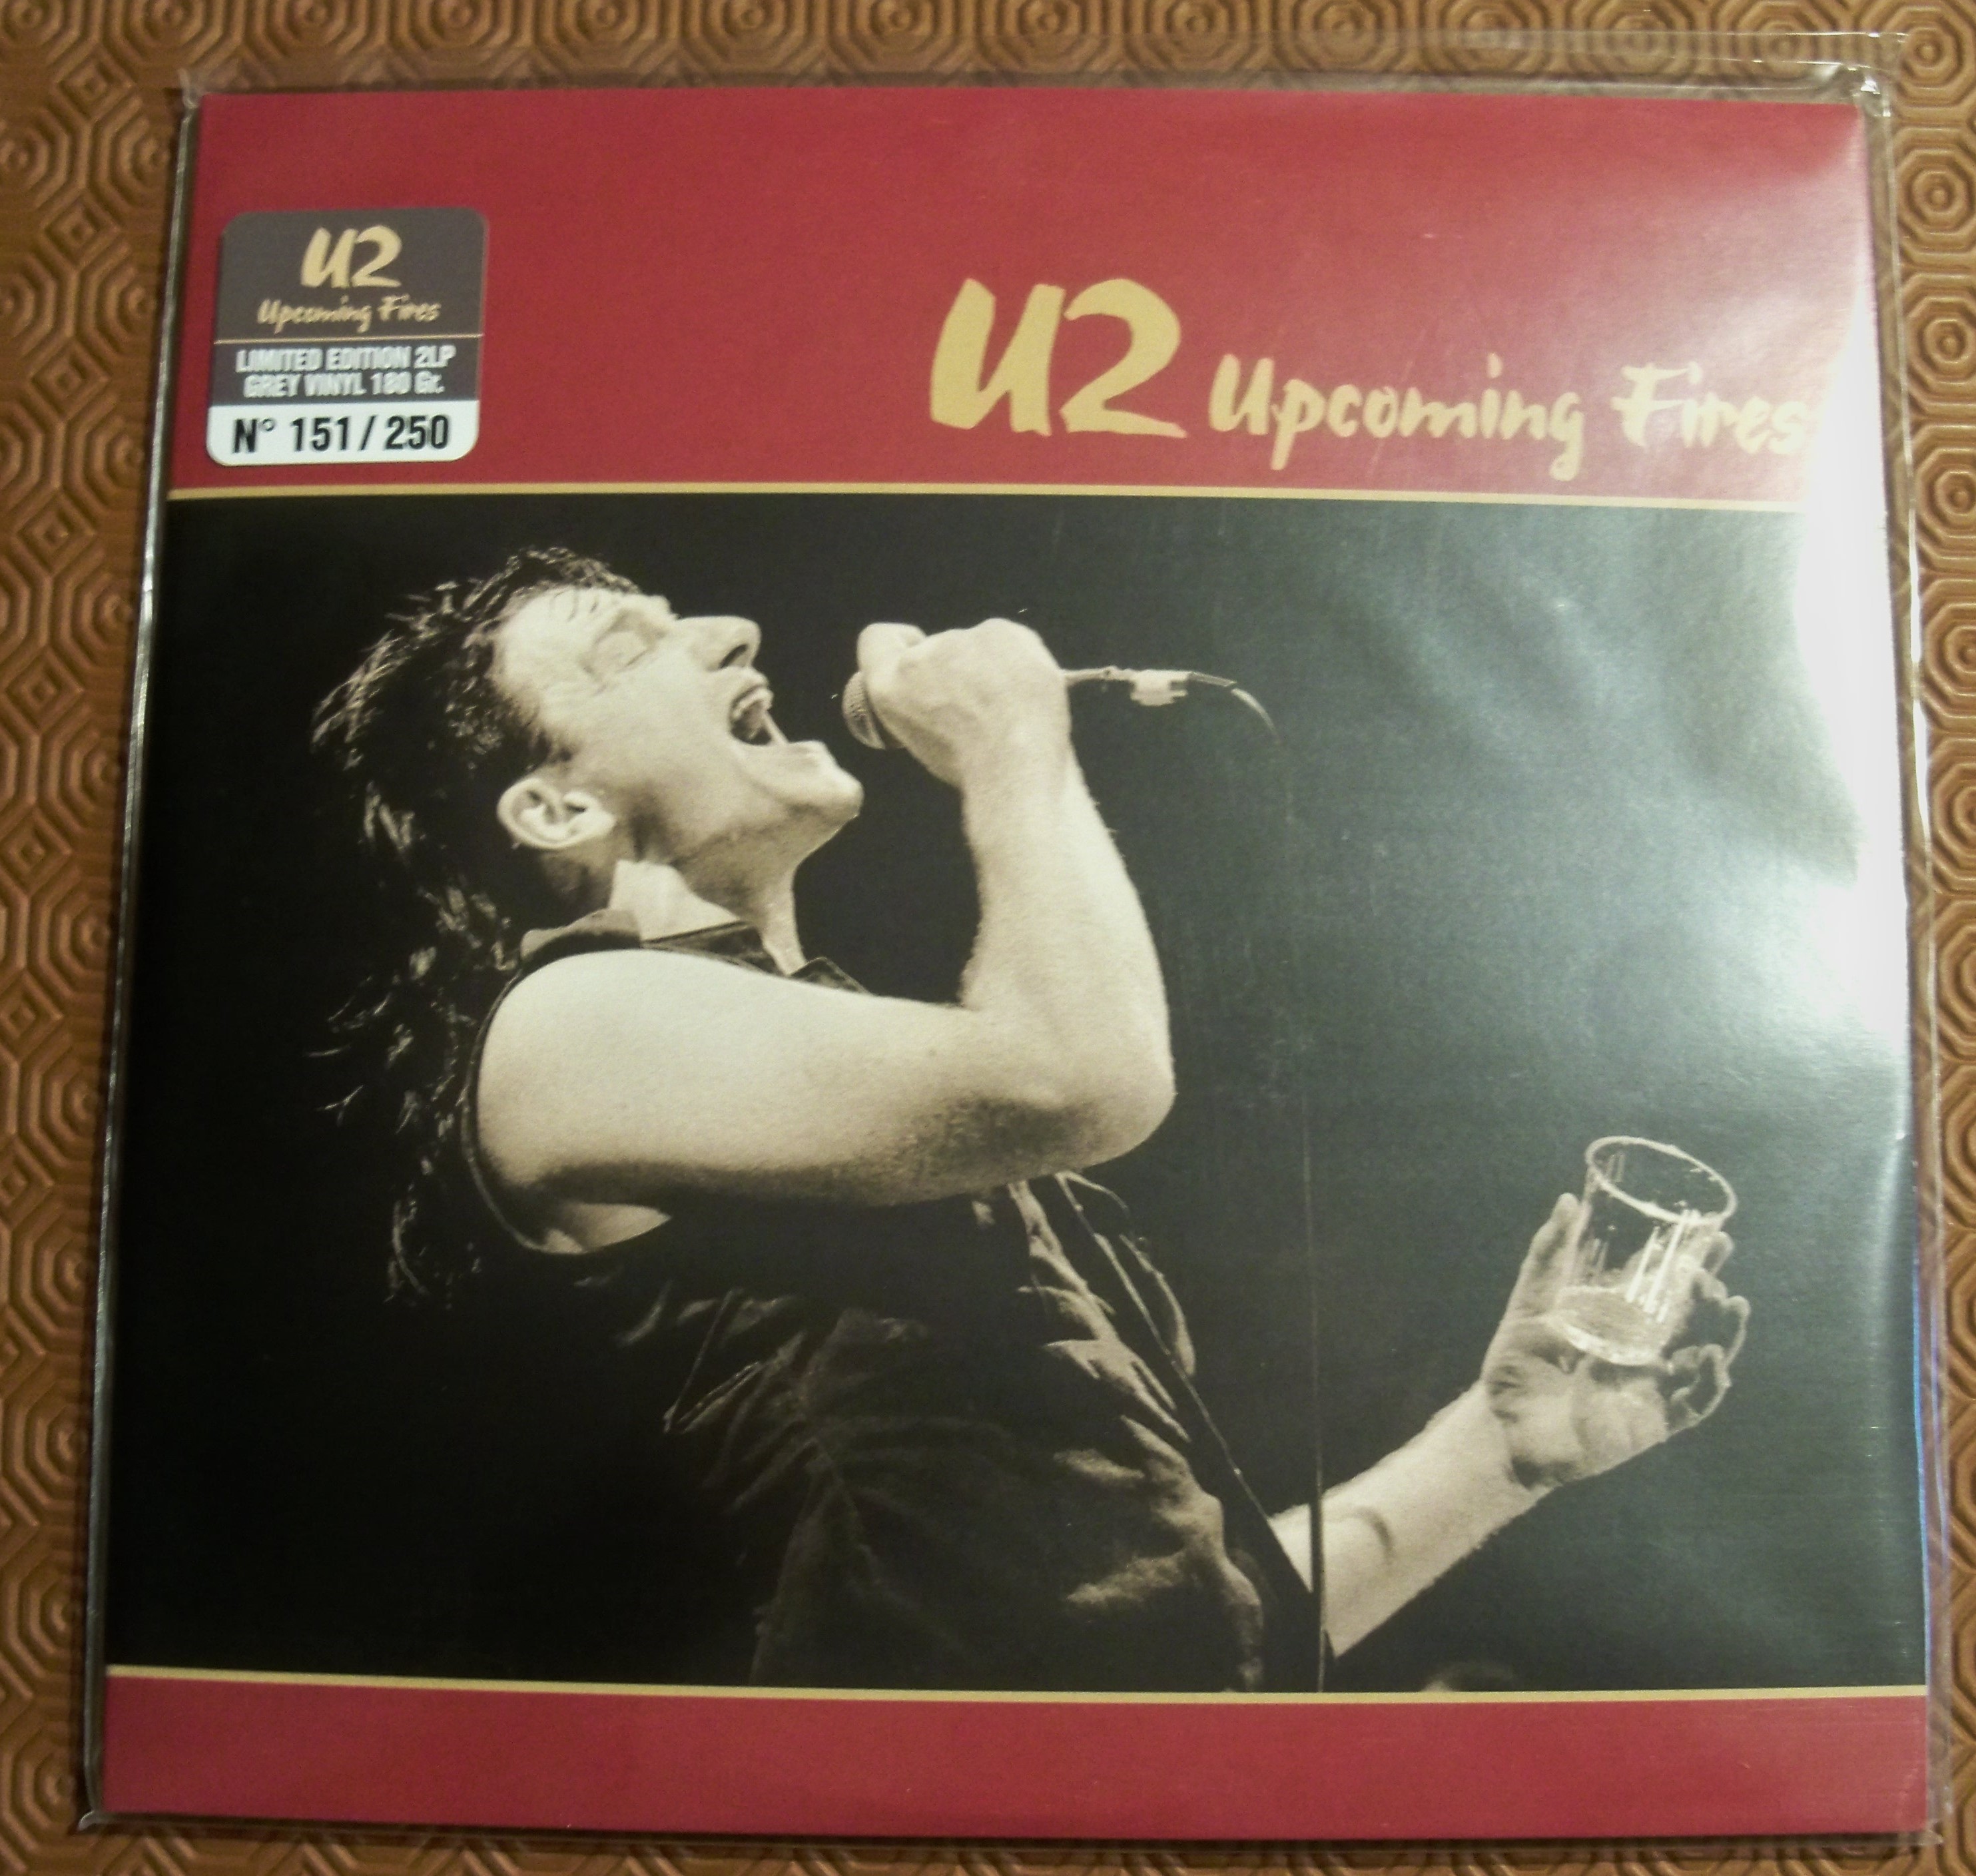 U2
Upcoming Fires
LIMITED EDITION 2LP
GREY VINYL 180 Gr.
N° 151 / 250
U2 Upcoming Fires